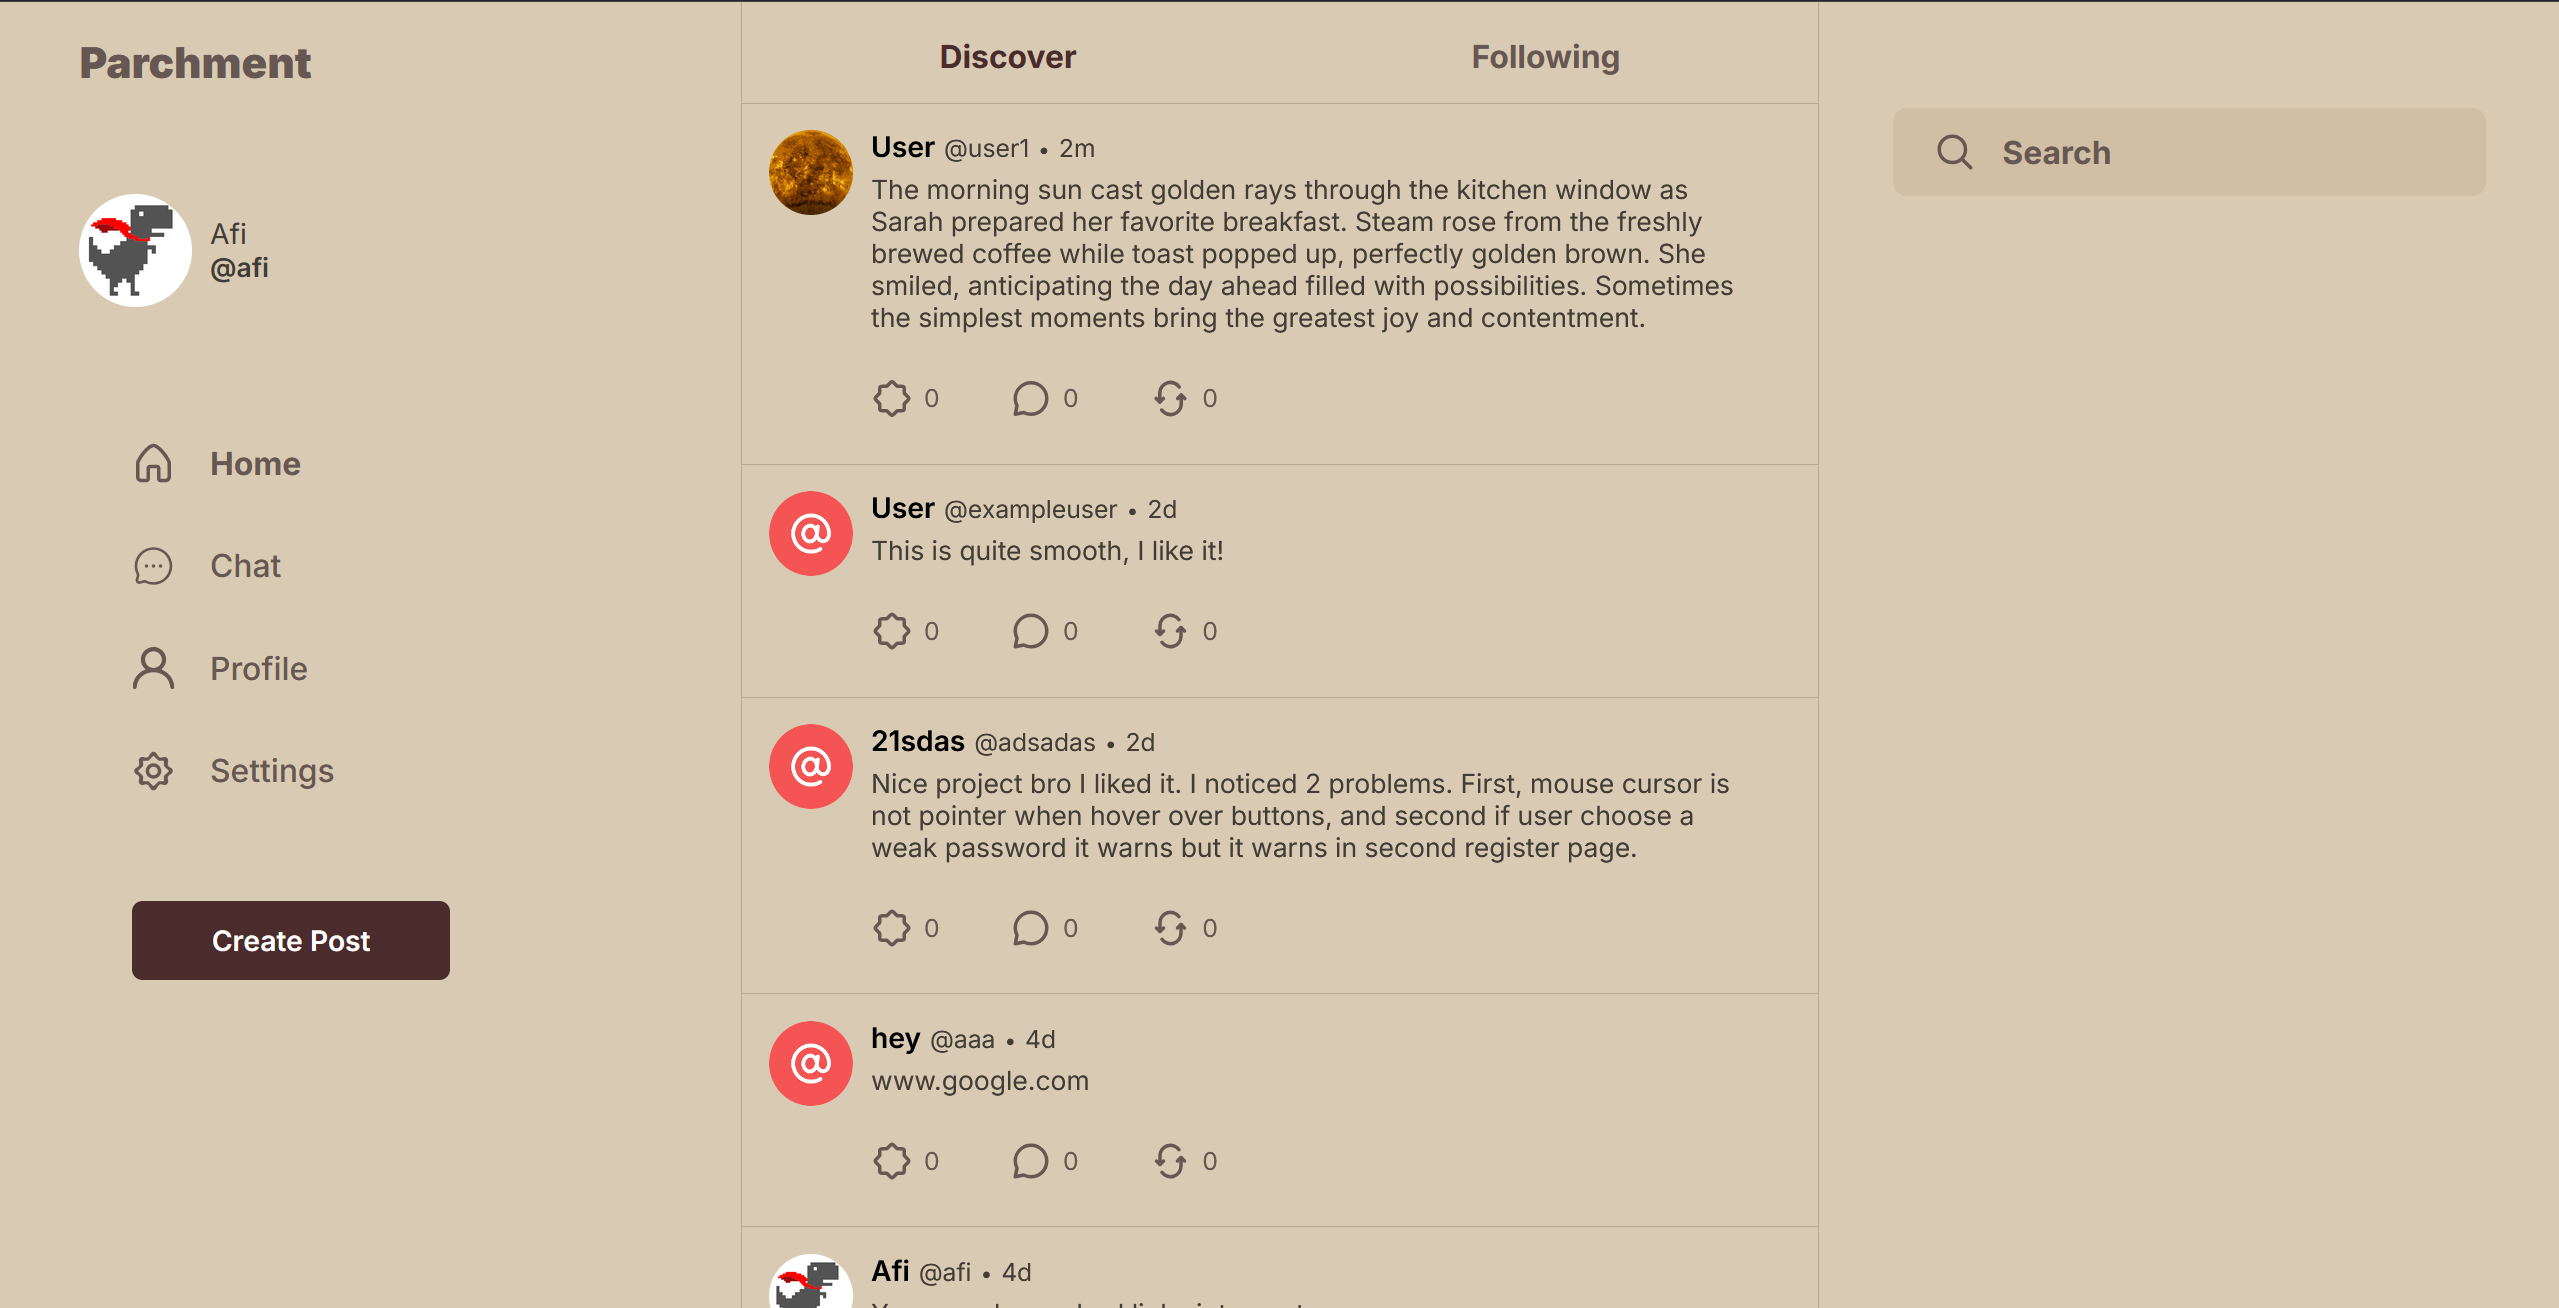 Parchment
Afi
@afi
Home
Chat
Profile
Settings
Create Post
Discover
Following
User @user1 • 2m
The morning sun cast golden rays through the kitchen window as
Sarah prepared her favorite breakfast. Steam rose from the freshly
brewed coffee while toast popped up, perfectly golden brown. She
smiled, anticipating the day ahead filled with possibilities. Sometimes
the simplest moments bring the greatest joy and contentment.
0 0 0
User @exampleuser • 2d
This is quite smooth, I like it!
0 0 0
21sdas @adsadas • 2d
Nice project bro I liked it. I noticed 2 problems. First, mouse cursor is
not pointer when hover over buttons, and second if user choose a
weak password it warns but it warns in second register page.
0 0 0
hey @aaa • 4d
www.google.com
0 0 0
Afi @afi • 4d
Search